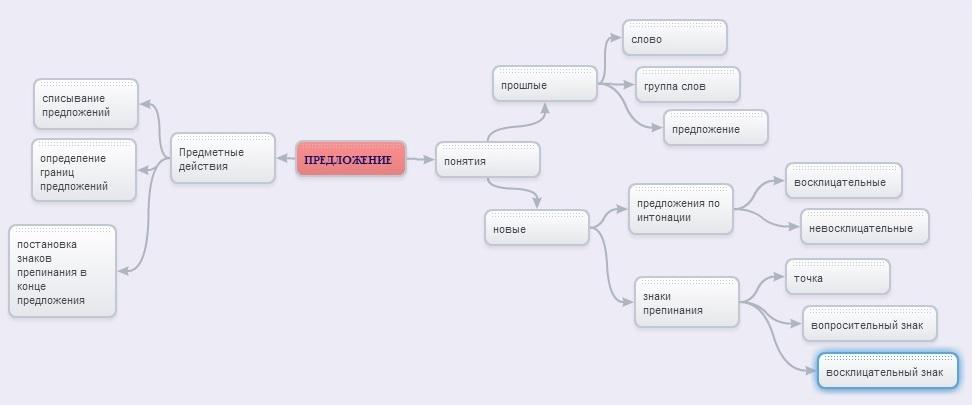 ПРЕДЛОЖЕНИЕ
Предметные
действия
списывание
предложений
определение
границ
предложений
постановка
знаков
препинания в
конце
предложения
понятия
прошлые
слово
группа слов
предложение
новые
предложения по
интонации
восклицательные
невосклицательные
знаки
препинания
точка
вопросительный знак
восклицательный знак